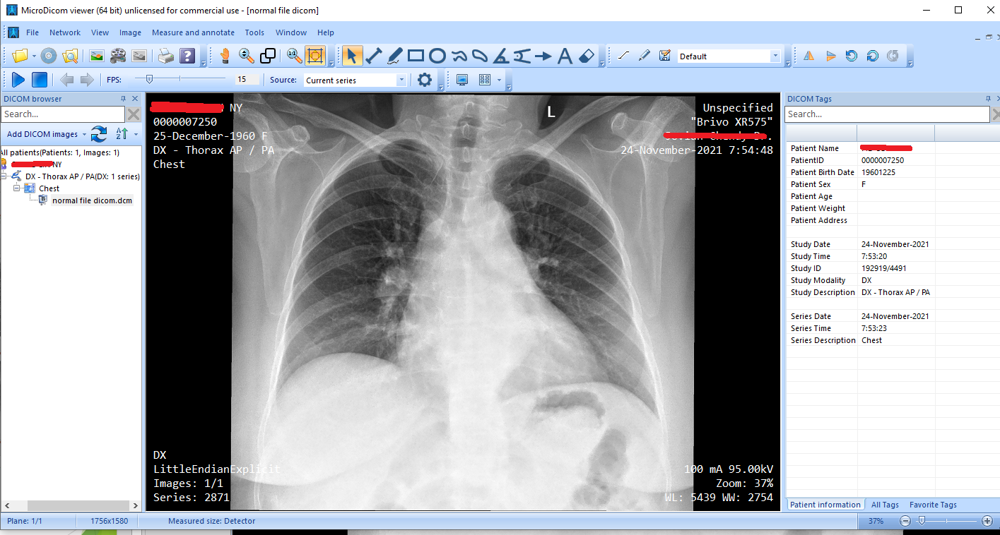 MicroDicom viewer (64 bit) unlicensed for commercial use - [normal file dicom]
File Network View Image Measure and annotate Tools Window Help
1:1 Default
FPS: 15 Source: Current series
DICOM browser
Search...
Add DICOM images
All patients(Patients: 1, Images: 1)
NY
DX - Thorax AP / PA(DX: 1 series)
Chest
normal file dicom.dcm
NY
0000007250
25-December-1960 F
DX - Thorax AP / PA
Chest
L
Unspecified
"Brivo XR575"
24-November-2021 7:54:48
DX
LittleEndianExplicit
Images: 1/1
Series: 2871
100 mA 95.00kV
Zoom: 37%
WL: 5439 WW: 2754
DICOM Tags
Search...
Patient Name
PatientID 0000007250
Patient Birth Date 19601225
Patient Sex F
Patient Age
Patient Weight
Patient Address
Study Date 24-November-2021
Study Time 7:53:20
Study ID 192919/4491
Study Modality DX
Study Description DX - Thorax AP / PA
Series Date 24-November-2021
Series Time 7:53:23
Series Description Chest
Patient information All Tags Favorite Tags
Plane: 1/1 1756x1580 Measured size: Detector 37%